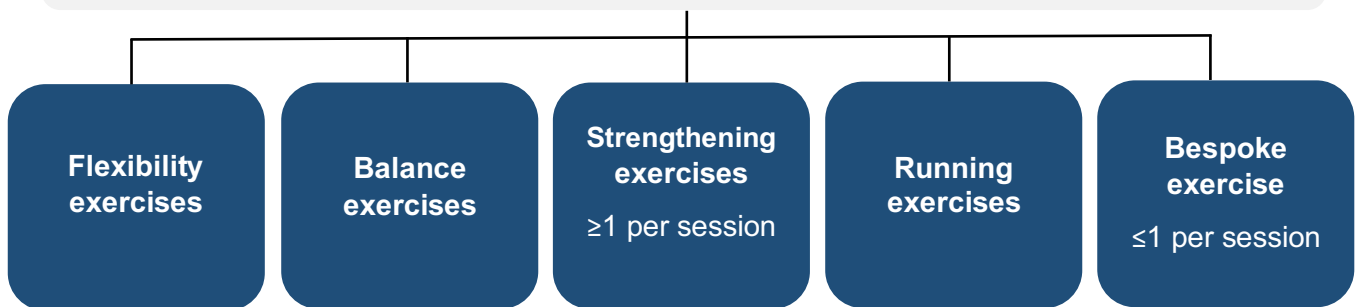 Flexibility
exercises
Balance
exercises
Strengthening
exercises
≥1 per session
Running
exercises
Bespoke
exercise
≤1 per session